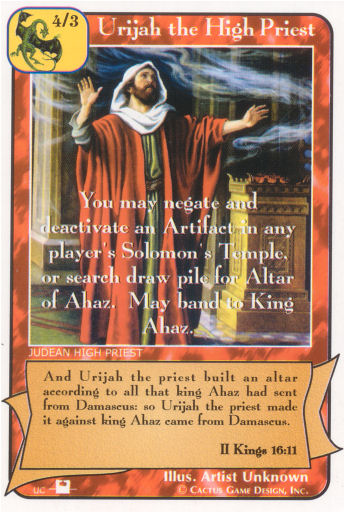 4/3
Urijah the High Priest
You may negate and
deactivate an Artifact in any
player's Solomon's Temple,
or search draw pile for Altar
of Ahaz. May band to King
Ahaz.
JUDEAN HIGH PRIEST
And Urijah the priest built an altar
according to all that king Ahaz had sent
from Damascus: so Urijah the priest made
it against king Ahaz came from Damascus.
II Kings 16:11
Illus. Artist Unknown
UC
© CACTUS GAME DESIGN, INC.